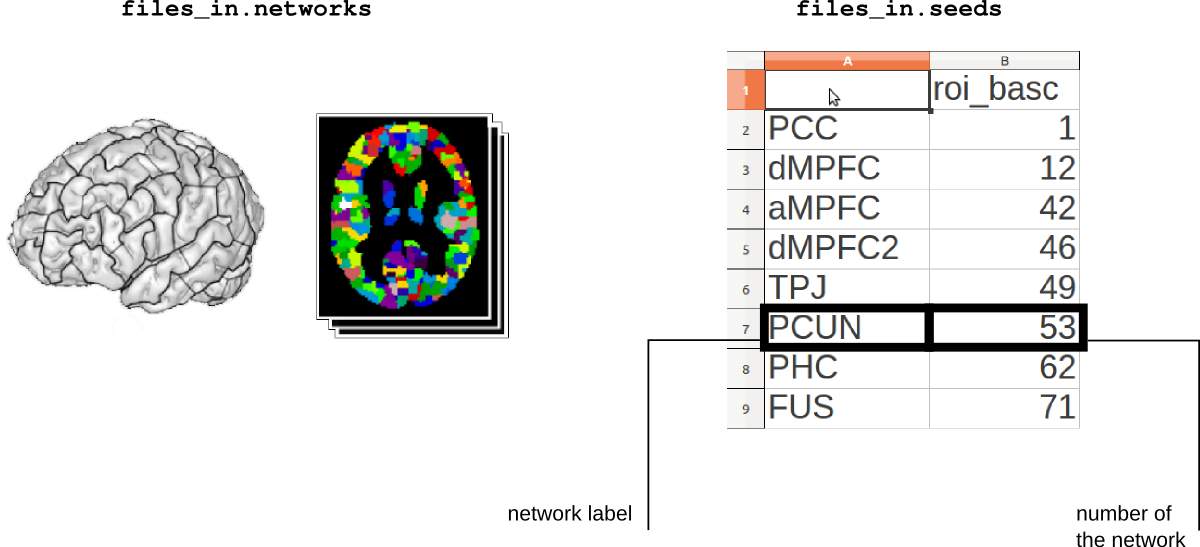 files_in.networks
files_in.seeds
A B
1 roi_basc
2 PCC 1
3 dMPFC 12
4 aMPFC 42
5 dMPFC2 46
6 TPJ 49
7 PCUN 53
8 PHC 62
9 FUS 71
network label
number of
the network